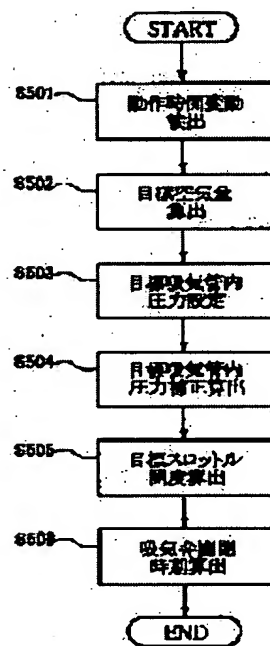 START
S501
動作時間変動
検出
S502
目標空気量
算出
S503
目標吸気管内
圧力設定
S504
目標吸気管内
圧力補正算出
S505
目標スロットル
開度算出
S506
吸気弁開閉
時期算出
END